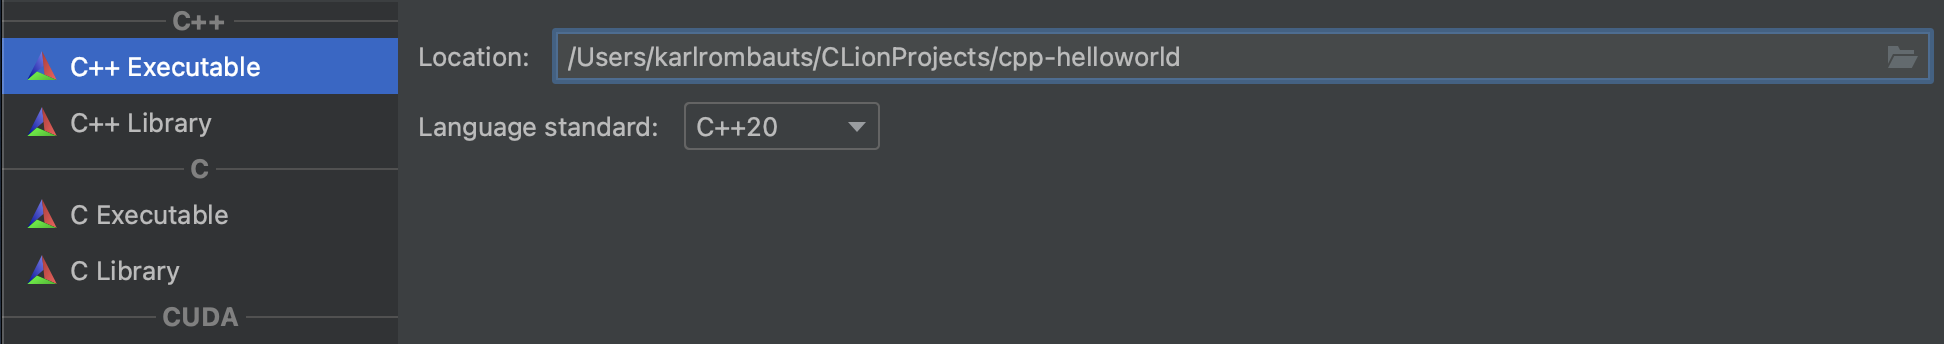 C++
C++ Executable
C++ Library
C
C Executable
C Library
CUDA
Location: /Users/karlrombauts/CLionProjects/cpp-helloworld
Language standard: C++20